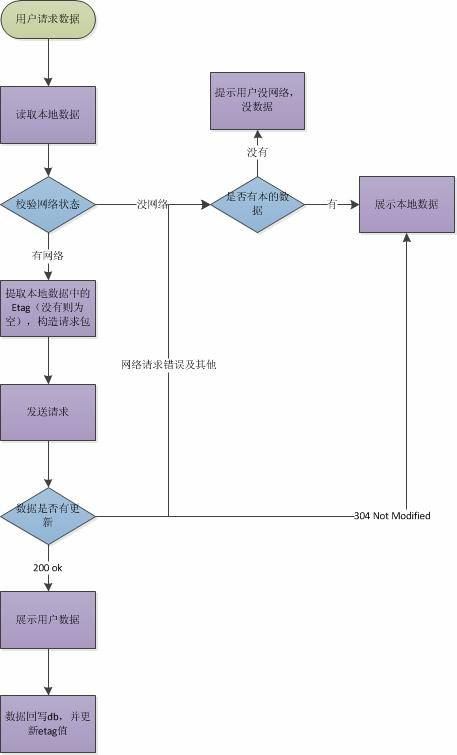 用户请求数据
读取本地数据
提示用户没网络,
没数据
没有
校验网络状态
没网络
是否有本的数
据
有
展示本地数据
有网络
提取本地数据中的
Etag（没有则为
空）, 构造请求包
网络请求错误及其他
发送请求
数据是否有更
新
304 Not Modified
200 ok
展示用户数据
数据回写db, 并更
新etag值